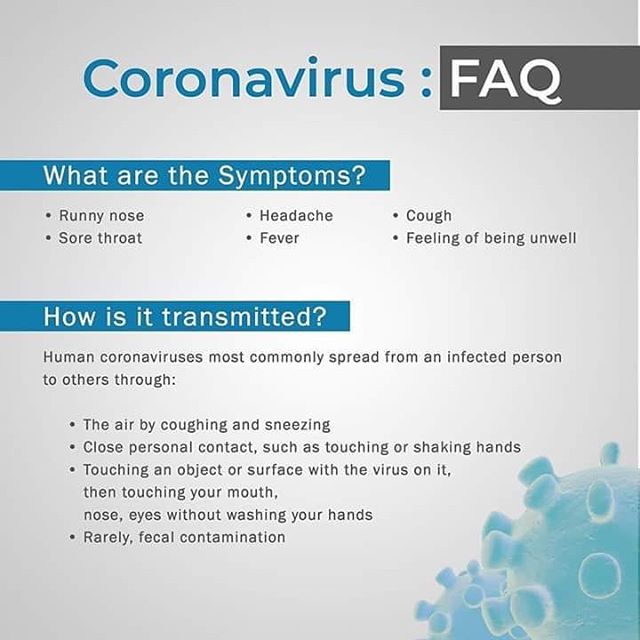 Coronavirus : FAQ
What are the Symptoms?
• Runny nose • Headache • Cough
• Sore throat • Fever • Feeling of being unwell
How is it transmitted?
Human coronaviruses most commonly spread from an infected person
to others through:
• The air by coughing and sneezing
• Close personal contact, such as touching or shaking hands
• Touching an object or surface with the virus on it,
then touching your mouth,
nose, eyes without washing your hands
• Rarely, fecal contamination